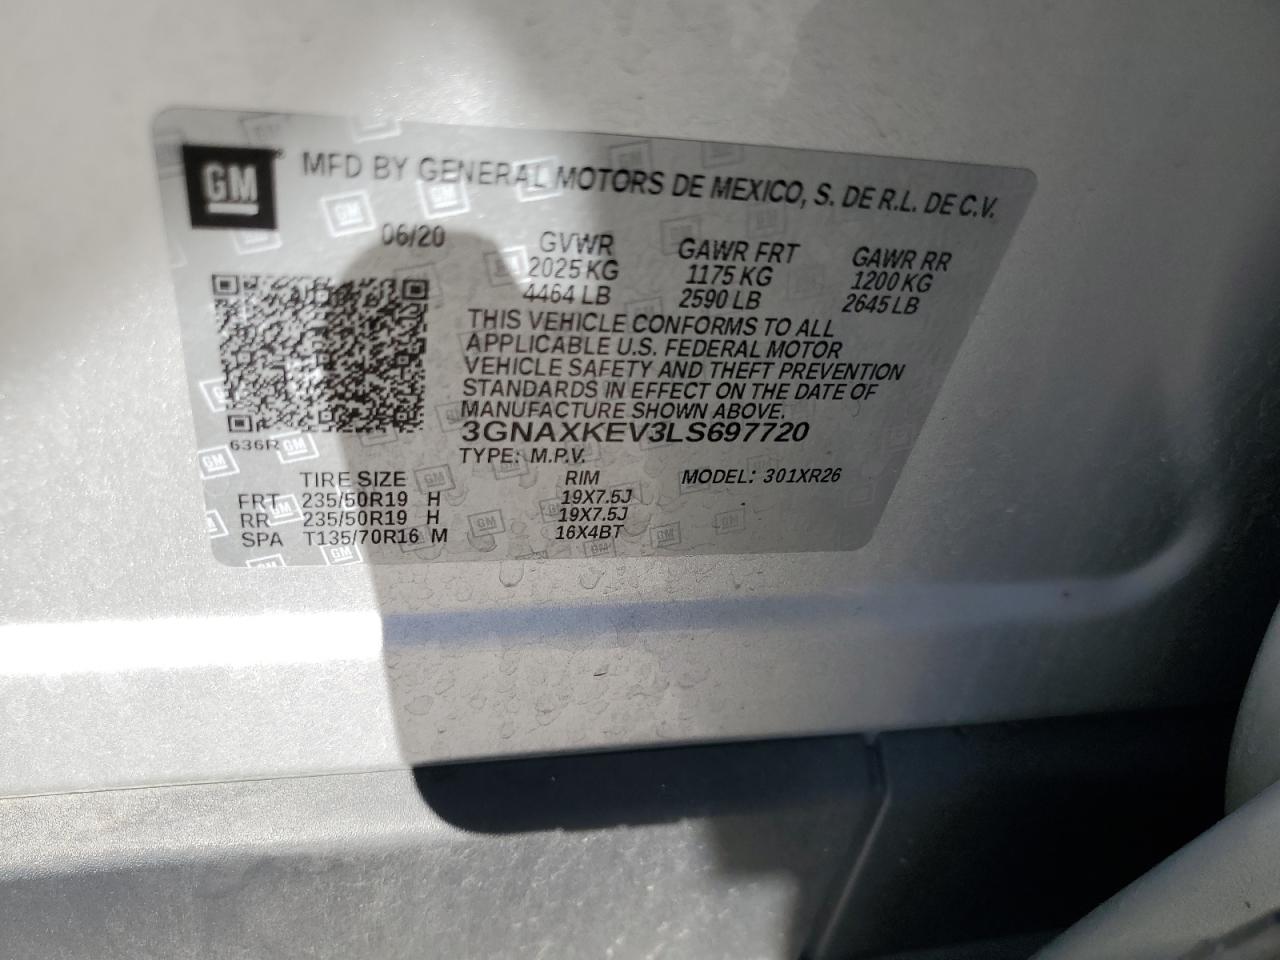 GM MFD BY GENERAL MOTORS DE MEXICO, S. DE R.L. DE C.V.
06/20 GVWR GAWR FRT GAWR RR
2025 KG 1175 KG 1200 KG
4464 LB 2590 LB 2645 LB
THIS VEHICLE CONFORMS TO ALL
APPLICABLE U.S. FEDERAL MOTOR
VEHICLE SAFETY AND THEFT PREVENTION
STANDARDS IN EFFECT ON THE DATE OF
MANUFACTURE SHOWN ABOVE.
3GNAXKEV3LS697720
636R
TYPE: M.P.V.
TIRE SIZE RIM MODEL: 301XR26
FRT 235/50R19 H 19X7.5J
RR 235/50R19 H 19X7.5J
SPA T135/70R16 M 16X4BT